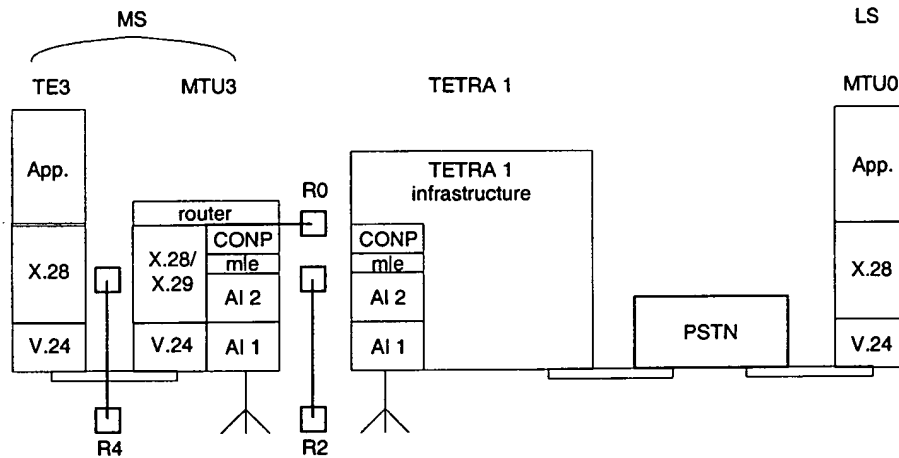 MS
LS
TE3
MTU3
TETRA 1
MTU0
App.
TETRA 1
infrastructure
App.
R0
router
CONP
CONP
X.28
X.28/
X.29
mle
mle
X.28
AI 2
AI 2
PSTN
V.24
V.24
AI 1
AI 1
V.24
R4
R2